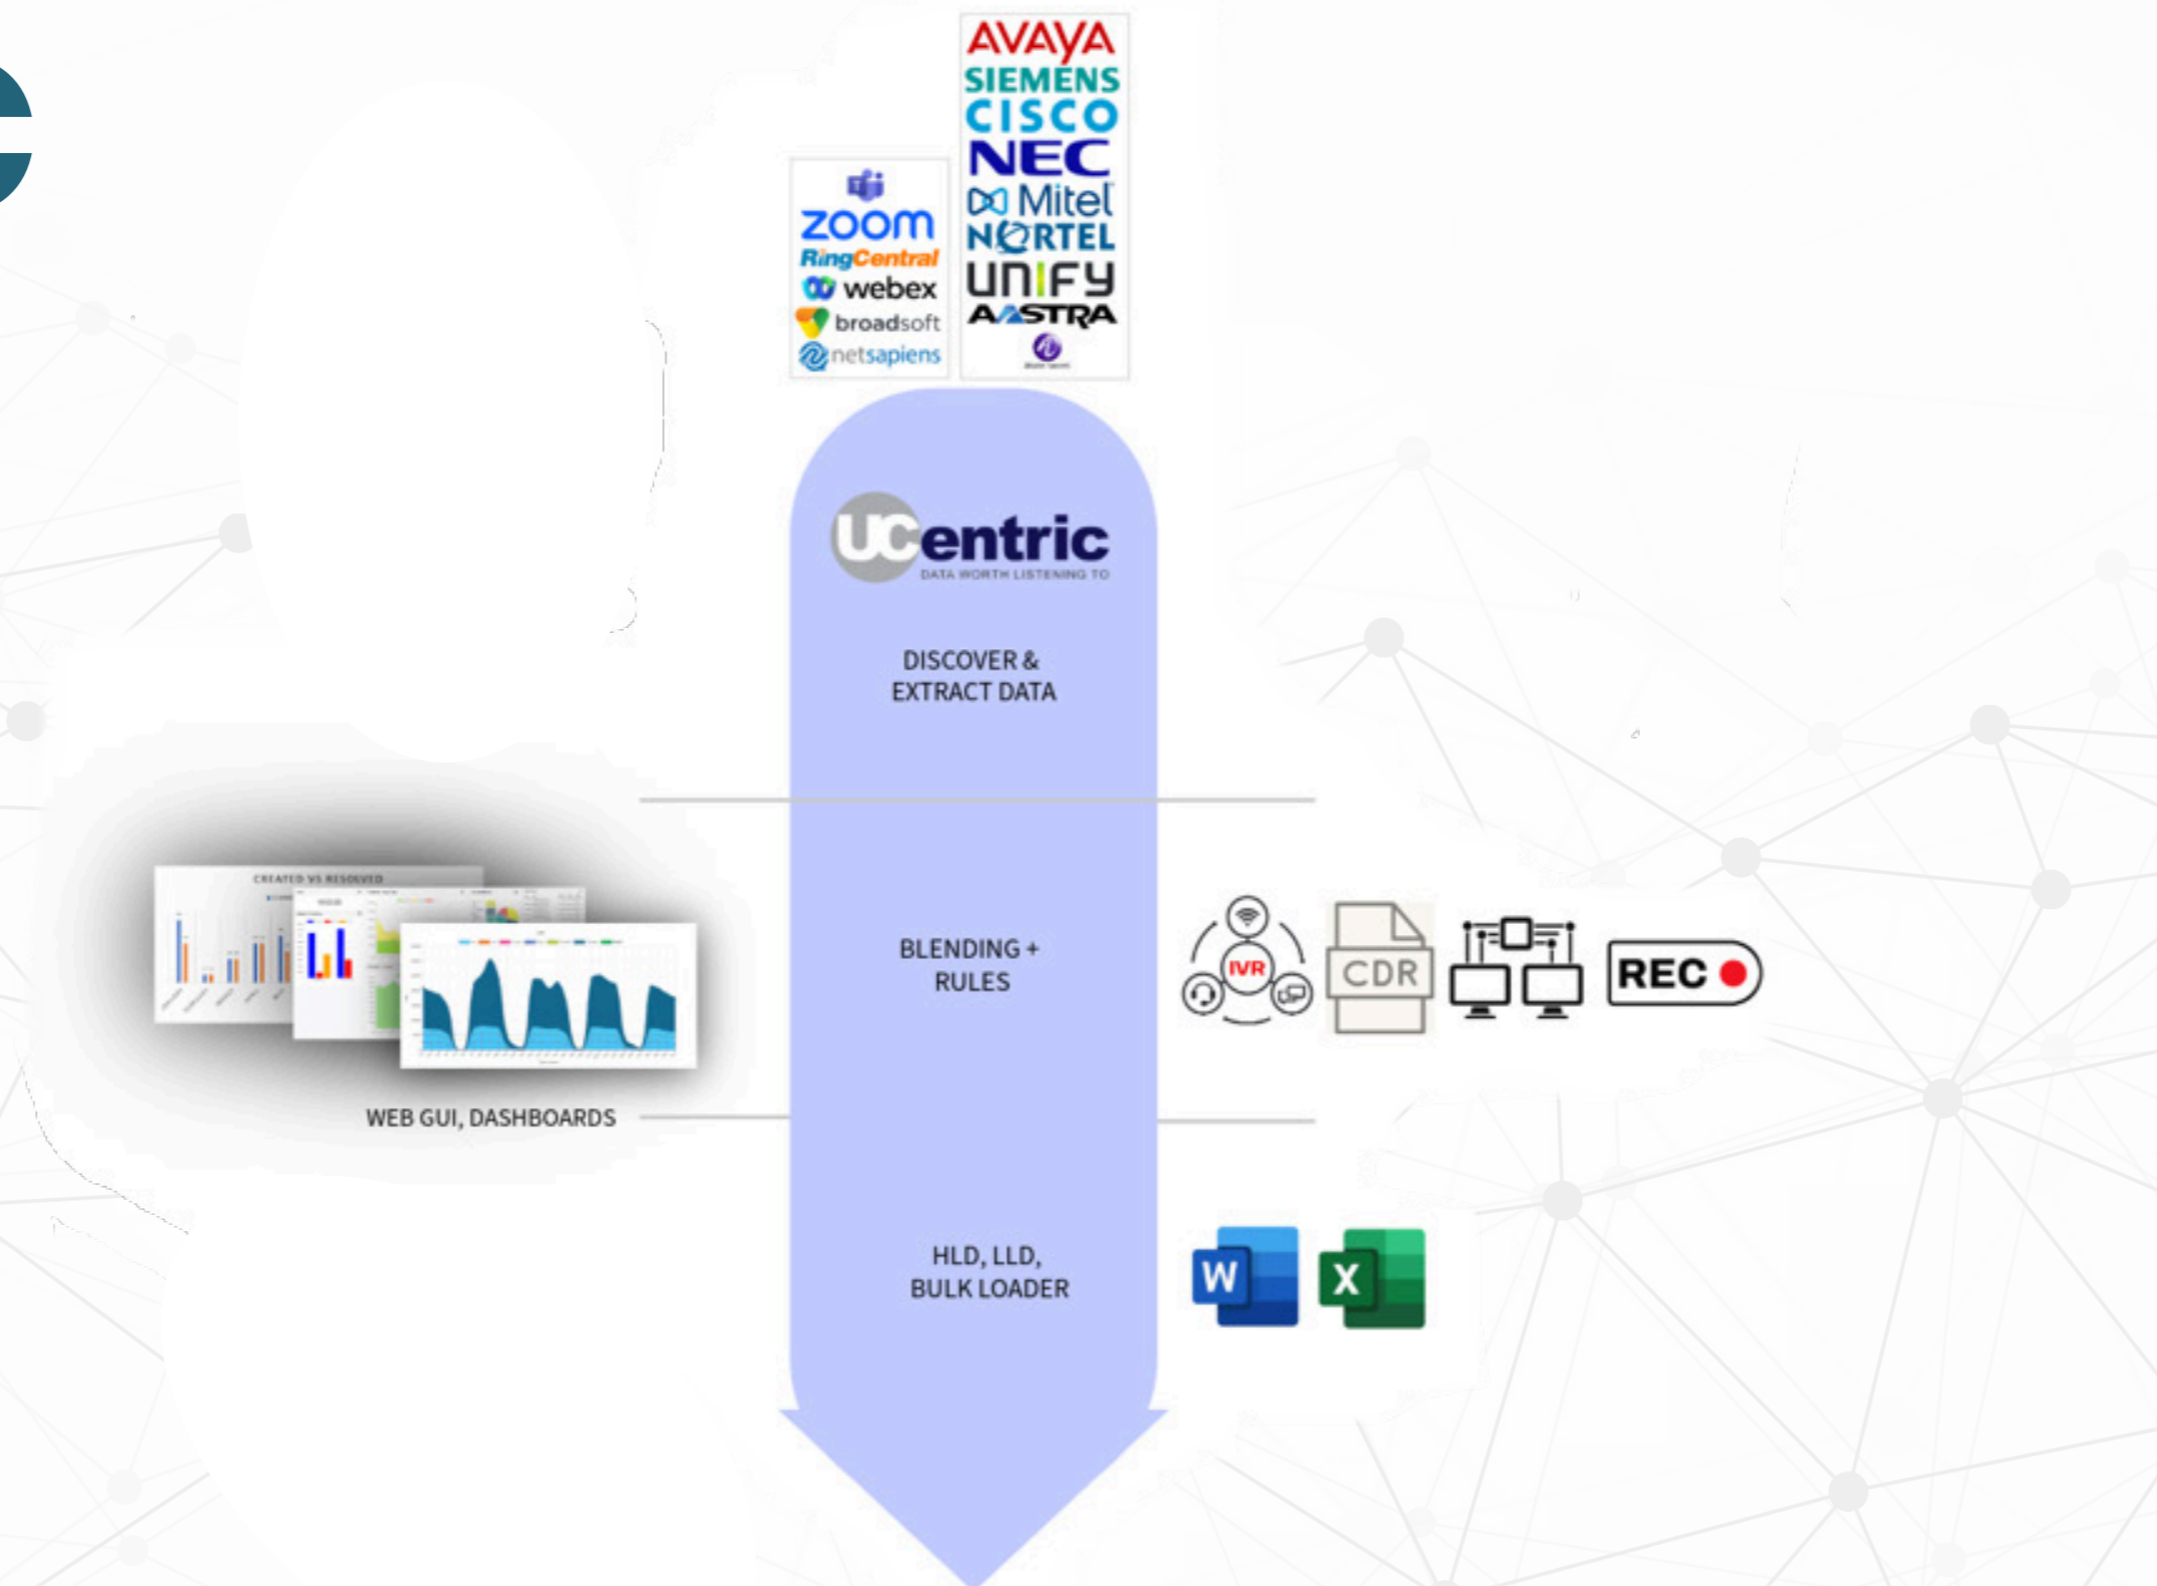 AVAYA
SIEMENS
CISCO
NEC
Mitel
NORTEL
UNIFY
AASTRA
zoom
RingCentral
webex
broadsoft
netsapiens
UCentric
DATA WORTH LISTENING TO
DISCOVER &
EXTRACT DATA
CREATED VS RESOLVED
BLENDING +
RULES
IVR
CDR
REC
WEB GUI, DASHBOARDS
HLD, LLD,
BULK LOADER
W
X